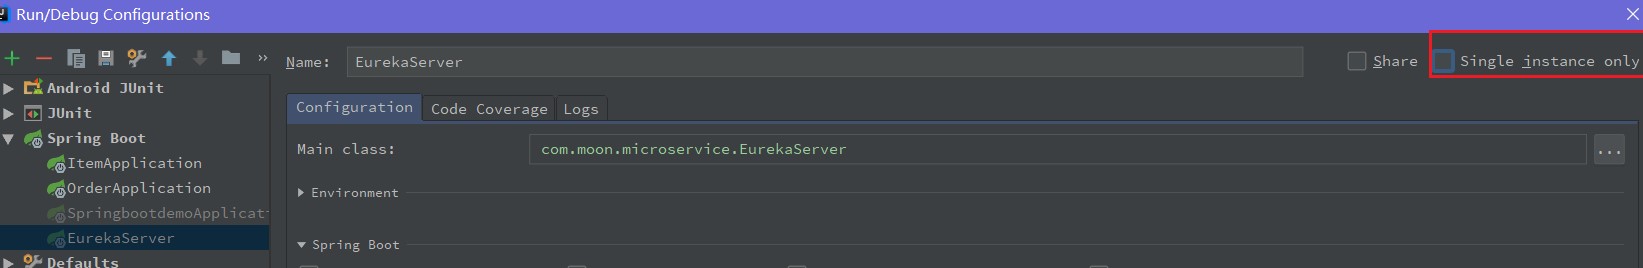 Run/Debug Configurations
Name: EurekaServer Share Single instance only
Android JUnit
JUnit
Spring Boot
ItemApplication
OrderApplication
SpringbootdemoApplicat
EurekaServer
Defaults
Configuration Code Coverage Logs
Main class: com.moon.microservice.EurekaServer ...
Environment
Spring Boot